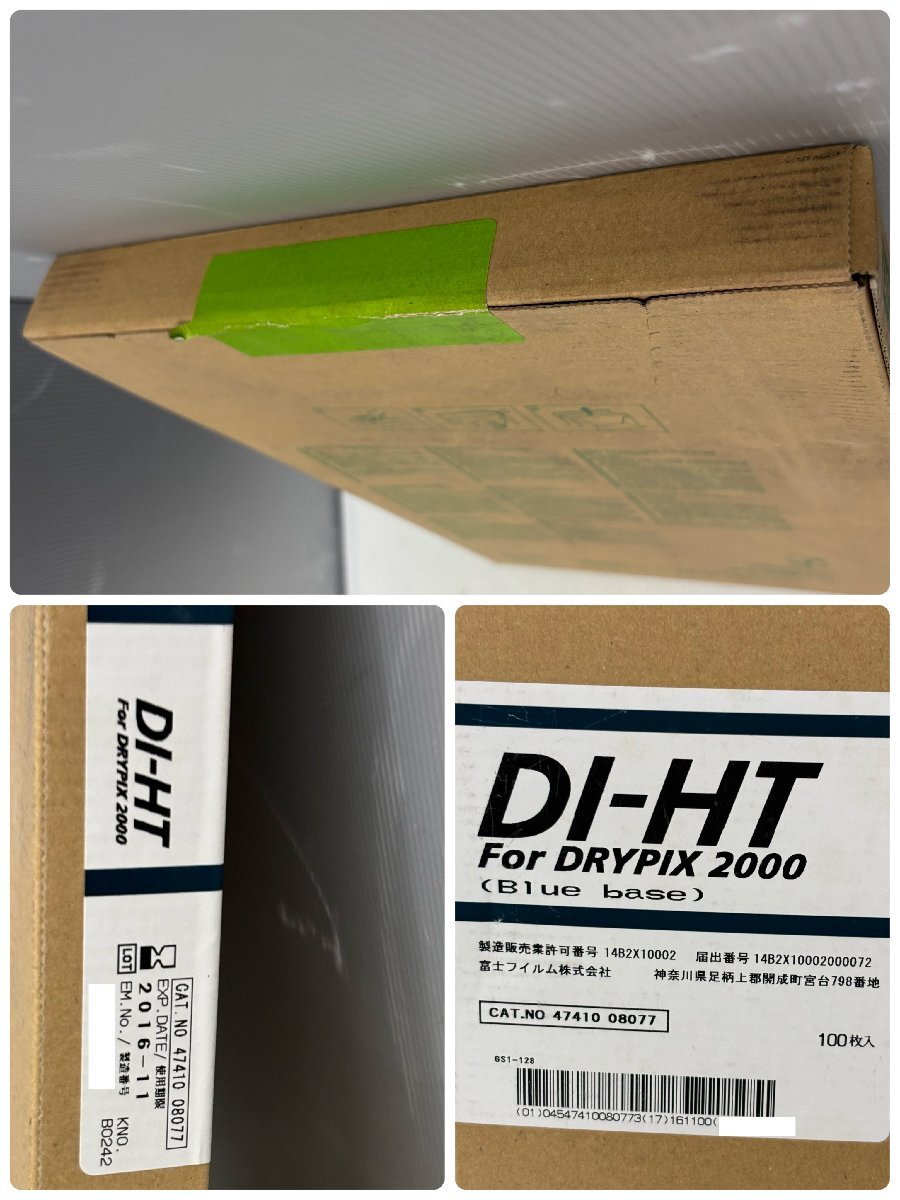 DI-HT
For DRYPIX 2000
CAT. NO 47410 08077
EXP. DATE/使用期限
2016-11
LOT
EM. No./製造番号
KNO.
B0242
DI-HT
For DRYPIX 2000
(Blue base)
製造販売業許可番号 14B2X10002 届出番号 14B2X10002000072
富士フイルム株式会社 神奈川県足柄上郡開成町宮台798番地
CAT.NO 47410 08077
100枚入
GS1-128
(01)04547410080773(17)161100(